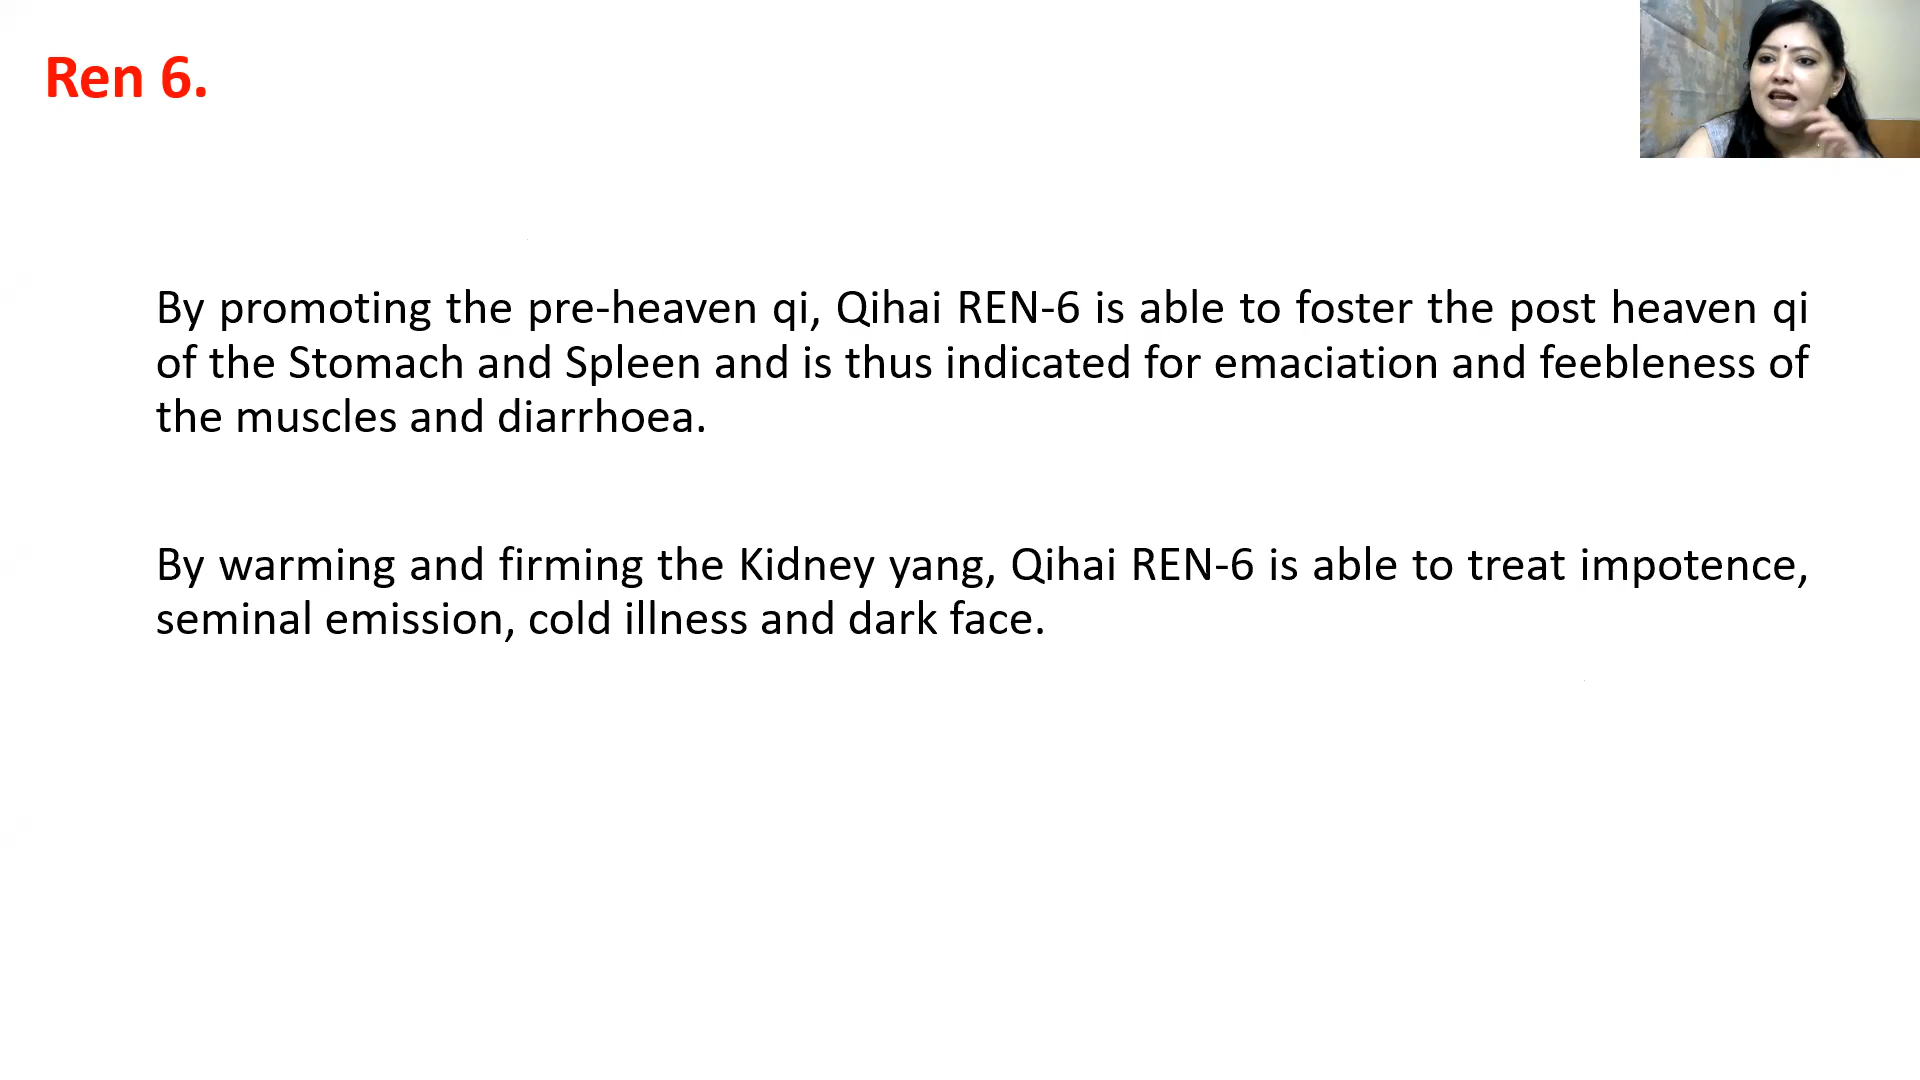 Ren 6.
By promoting the pre-heaven qi, Qihai REN-6 is able to foster the post heaven qi
of the Stomach and Spleen and is thus indicated for emaciation and feebleness of
the muscles and diarrhoea.
By warming and firming the Kidney yang, Qihai REN-6 is able to treat impotence,
seminal emission, cold illness and dark face.